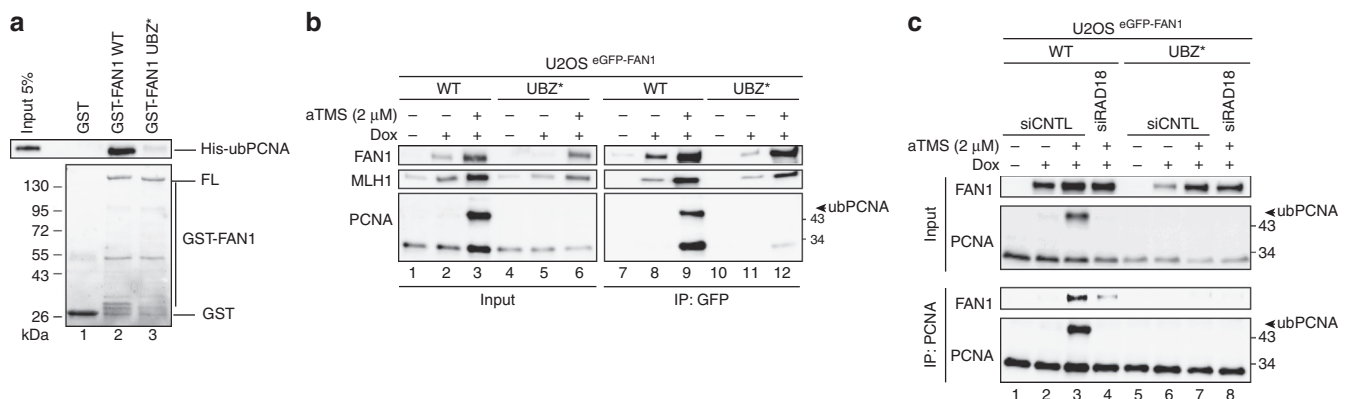 a
Input 5%
GST
GST-FAN1 WT
GST-FAN1 UBZ*
His-ubPCNA
130
95
72
55
43
26
kDa
FL
GST-FAN1
GST
1 2 3
b
U2OS eGFP-FAN1
WT UBZ* WT UBZ*
aTMS (2 μM) – – + – – + – – + – – +
Dox – + + – + + – + + – + +
FAN1
MLH1
PCNA
ubPCNA
43
34
1 2 3 4 5 6 7 8 9 10 11 12
Input IP: GFP
c
U2OS eGFP-FAN1
WT UBZ*
siCNTL siRAD18 siCNTL siRAD18
aTMS (2 μM) – – + + – – + +
Dox – + + + – + + +
Input
FAN1
PCNA
ubPCNA
43
34
IP: PCNA
FAN1
PCNA
ubPCNA
43
34
1 2 3 4 5 6 7 8